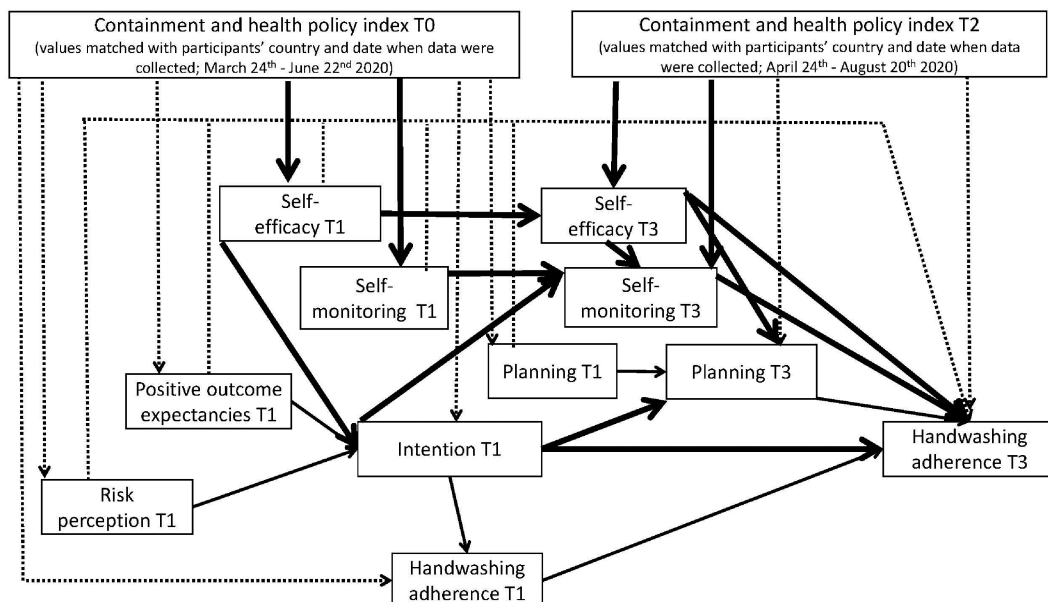 Containment and health policy index T0
(values matched with participants’ country and date when data were
collected; March 24th - June 22nd 2020)
Containment and health policy index T2
(values matched with participants’ country and date when data
were collected; April 24th - August 20th 2020)
Self-
efficacy T1
Self-
efficacy T3
Self-
monitoring T1
Self-
monitoring T3
Planning T1
Planning T3
Positive outcome
expectancies T1
Intention T1
Handwashing
adherence T3
Risk
perception T1
Handwashing
adherence T1